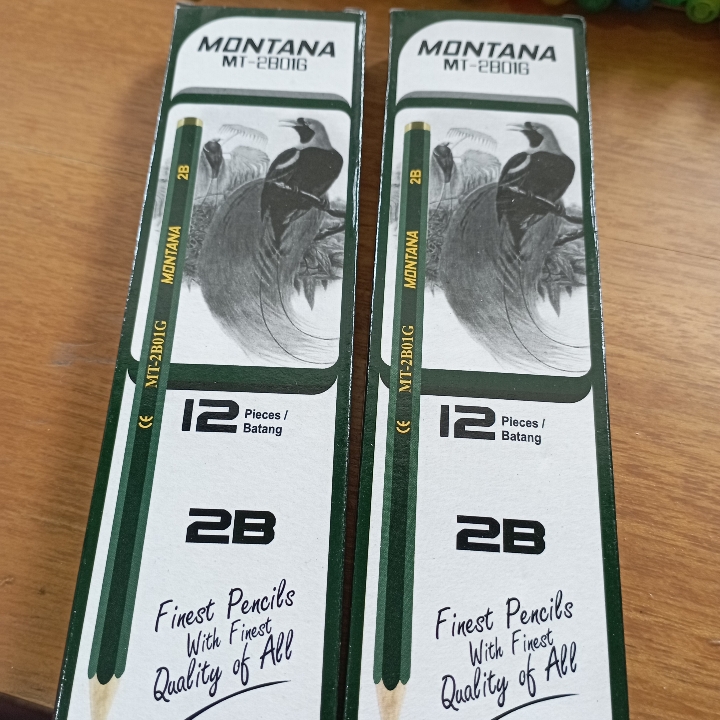 MONTANA
MT-2B01G
2B
MONTANA
MT-2B01G
CE
12 Pieces /
Batang
2B
Finest Pencils
With Finest
Quality of All
MONTANA
MT-2B01G
2B
MONTANA
MT-2B01G
CE
12 Pieces /
Batang
2B
Finest Pencils
With Finest
Quality of All